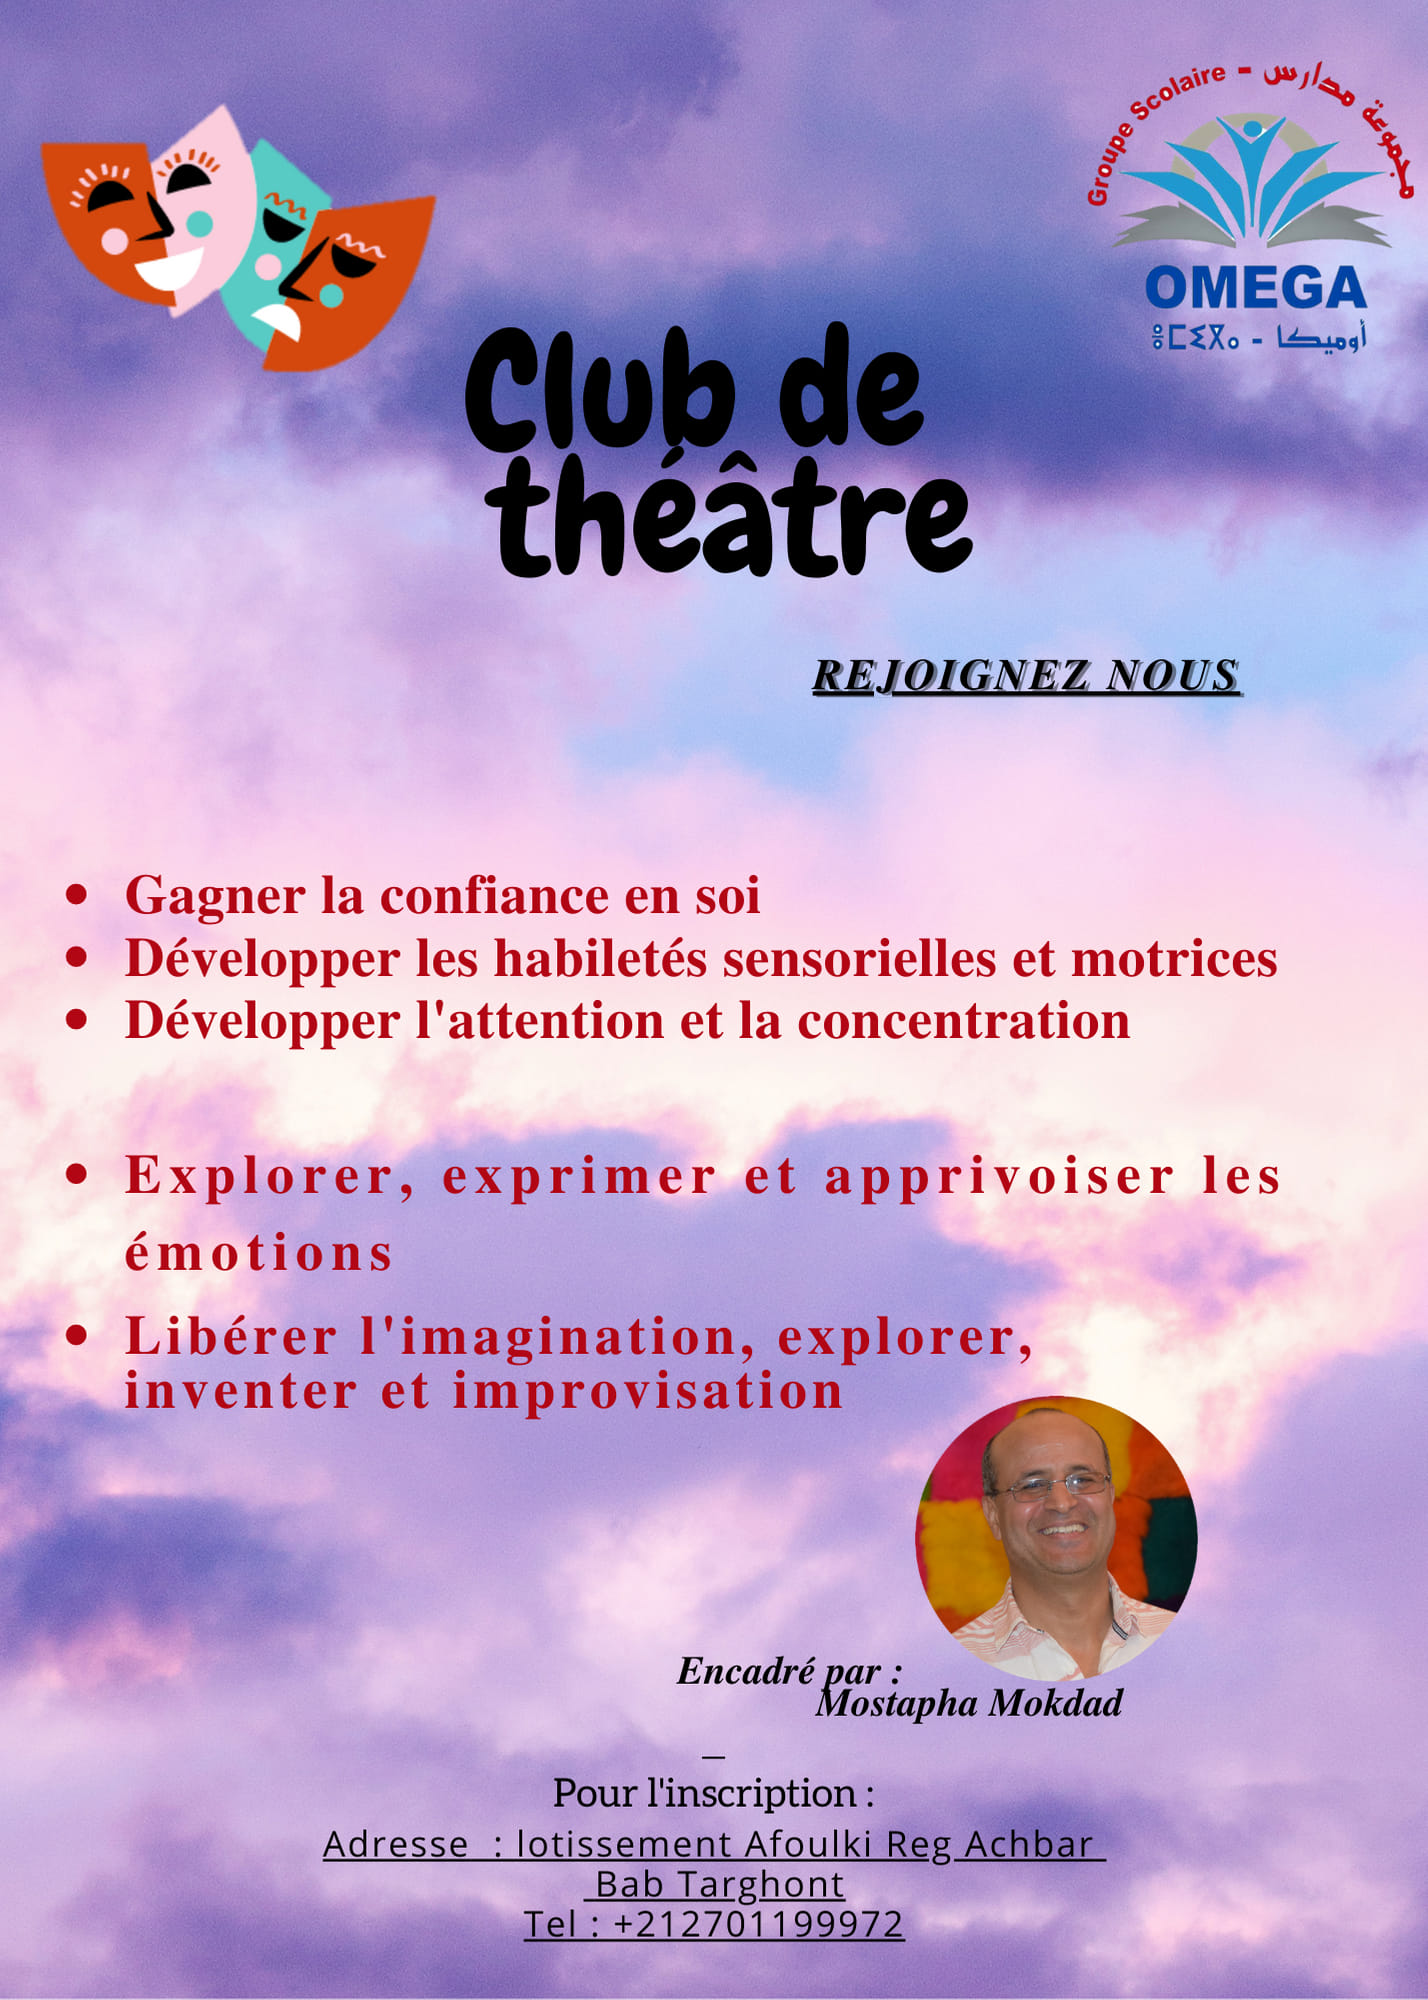 Groupe Scolaire - مجموعة مدارس
OMEGA
ⵓⵎⵉⴳⴰ - أوميكا
Club de
théâtre
REJOIGNEZ NOUS
• Gagner la confiance en soi
• Développer les habiletés sensorielles et motrices
• Développer l'attention et la concentration
• Explorer, exprimer et apprivoiser les
émotions
• Libérer l'imagination, explorer,
inventer et improvisation
Encadré par :
Mostapha Mokdad
_
Pour l'inscription :
Adresse : lotissement Afoulki Reg Achbar
Bab Targhont
Tel : +212701199972